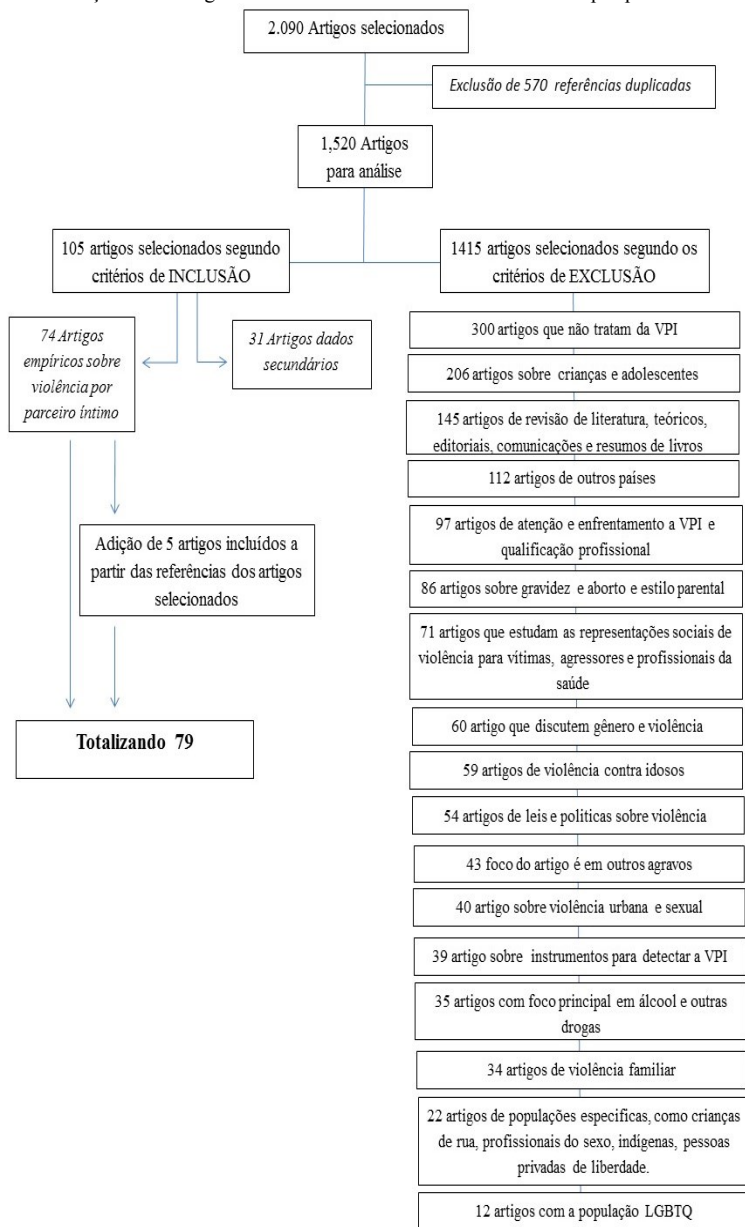 2.090 Artigos selecionados
Exclusão de 570 referências duplicadas
1,520 Artigos
para análise
105 artigos selecionados segundo
critérios de INCLUSÃO
1415 artigos selecionados segundo os
critérios de EXCLUSÃO
74 Artigos
empíricos sobre
violência por
parceiro íntimo
31 Artigos dados
secundários
Adição de 5 artigos incluídos a
partir das referências dos artigos
selecionados
Totalizando 79
300 artigos que não tratam da VPI
206 artigos sobre crianças e adolescentes
145 artigos de revisão de literatura, teóricos,
editoriais, comunicações e resumos de livros
112 artigos de outros países
97 artigos de atenção e enfrentamento a VPI e
qualificação profissional
86 artigos sobre gravidez e aborto e estilo parental
71 artigos que estudam as representações sociais de
violência para vítimas, agressores e profissionais da
saúde
60 artigo que discutem gênero e violência
59 artigos de violência contra idosos
54 artigos de leis e politicas sobre violência
43 foco do artigo é em outros agravos
40 artigo sobre violência urbana e sexual
39 artigo sobre instrumentos para detectar a VPI
35 artigos com foco principal em álcool e outras
drogas
34 artigos de violência familiar
22 artigos de populações especificas, como crianças
de rua, profissionais do sexo, indígenas, pessoas
privadas de liberdade.
12 artigos com a população LGBTQ